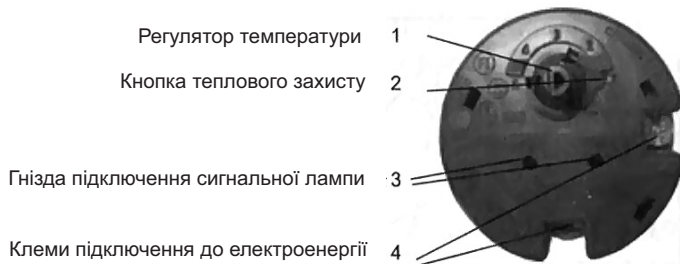 Регулятор температури 1
Кнопка теплового захисту 2
Гнізда підключення сигнальної лампи 3
Клеми підключення до електроенергії 4